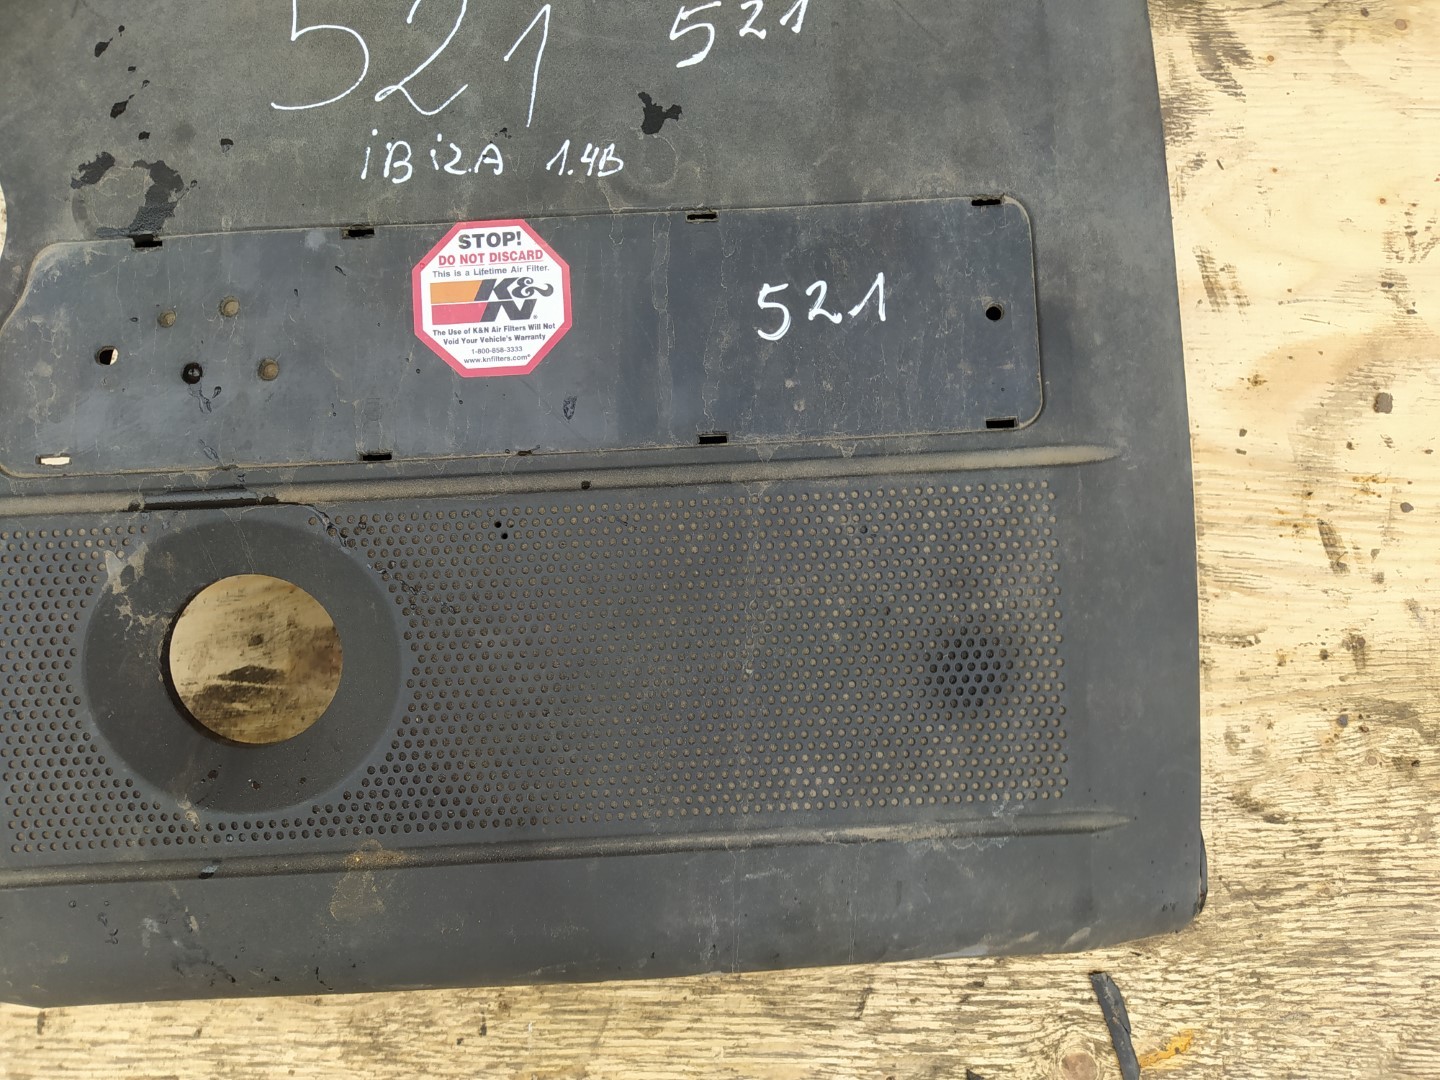 521
521
iBiZA 1.4B
STOP!
DO NOT DISCARD
This is a Lifetime Air Filter.
K&N®
The Use of K&N Air Filters Will Not
Void Your Vehicle's Warranty
1-800-858-3333
www.knfilters.com®
521